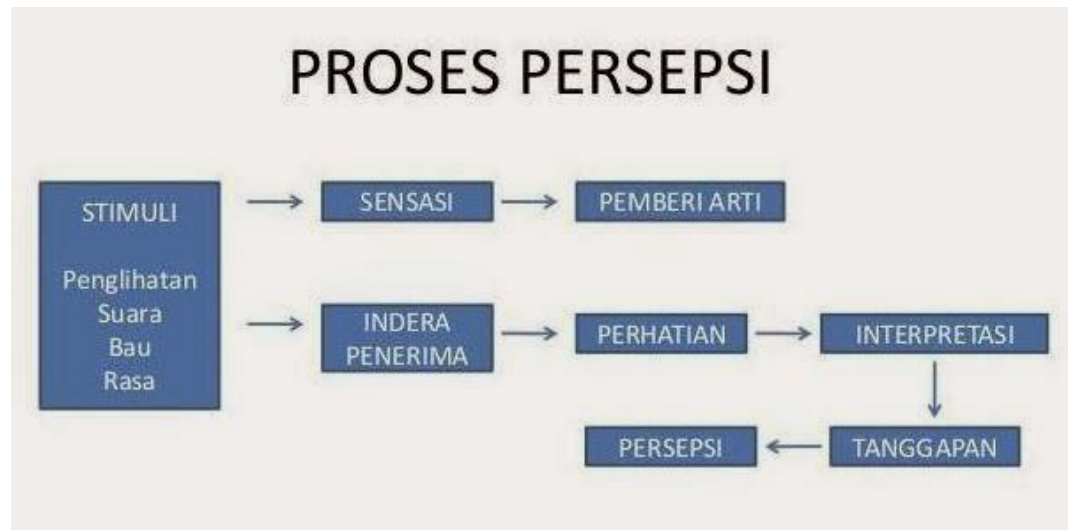 PROSES PERSEPSI
STIMULI
Penglihatan
Suara
Bau
Rasa
SENSASI
PEMBERI ARTI
INDERA
PENERIMA
PERHATIAN
INTERPRETASI
TANGGAPAN
PERSEPSI